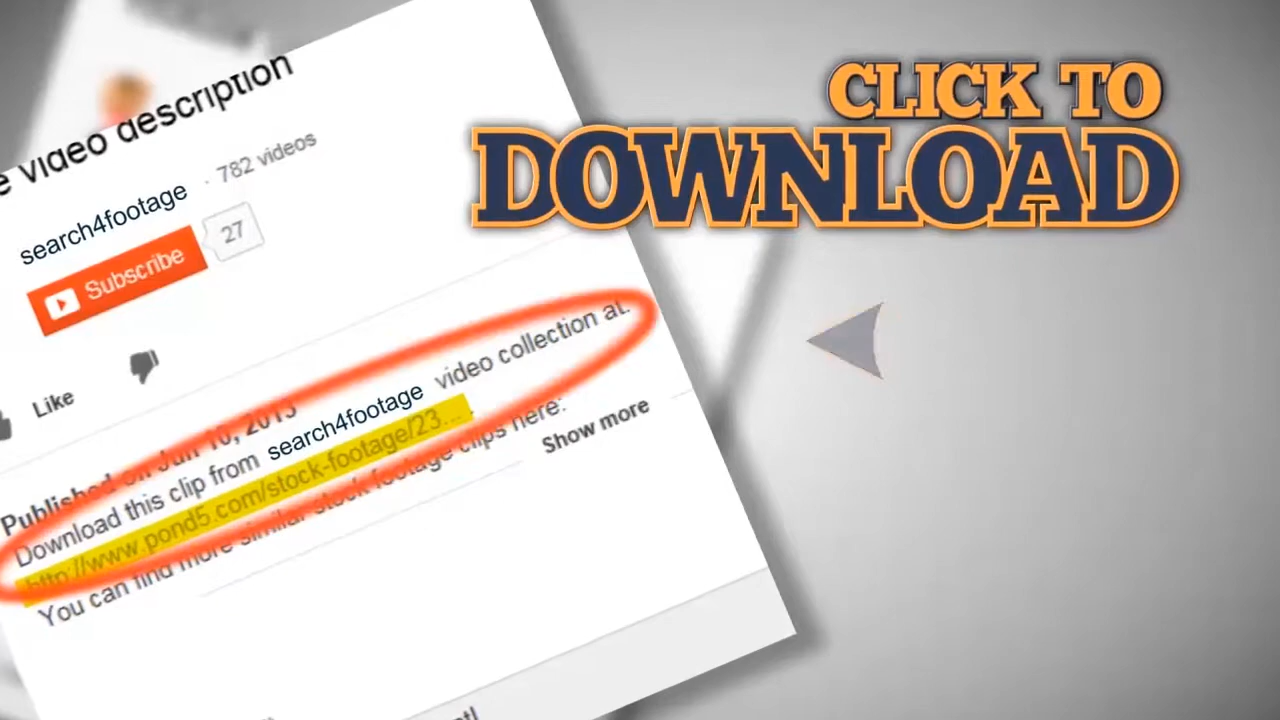 CLICK TO
DOWNLOAD
e video description
search4footage · 782 videos
Subscribe 27
Like
Published on Jun 10, 2013
Download this clip from search4footage video collection at:
http://www.pond5.com/stock-footage/23...
You can find more similar stock footage clips here:
Show more